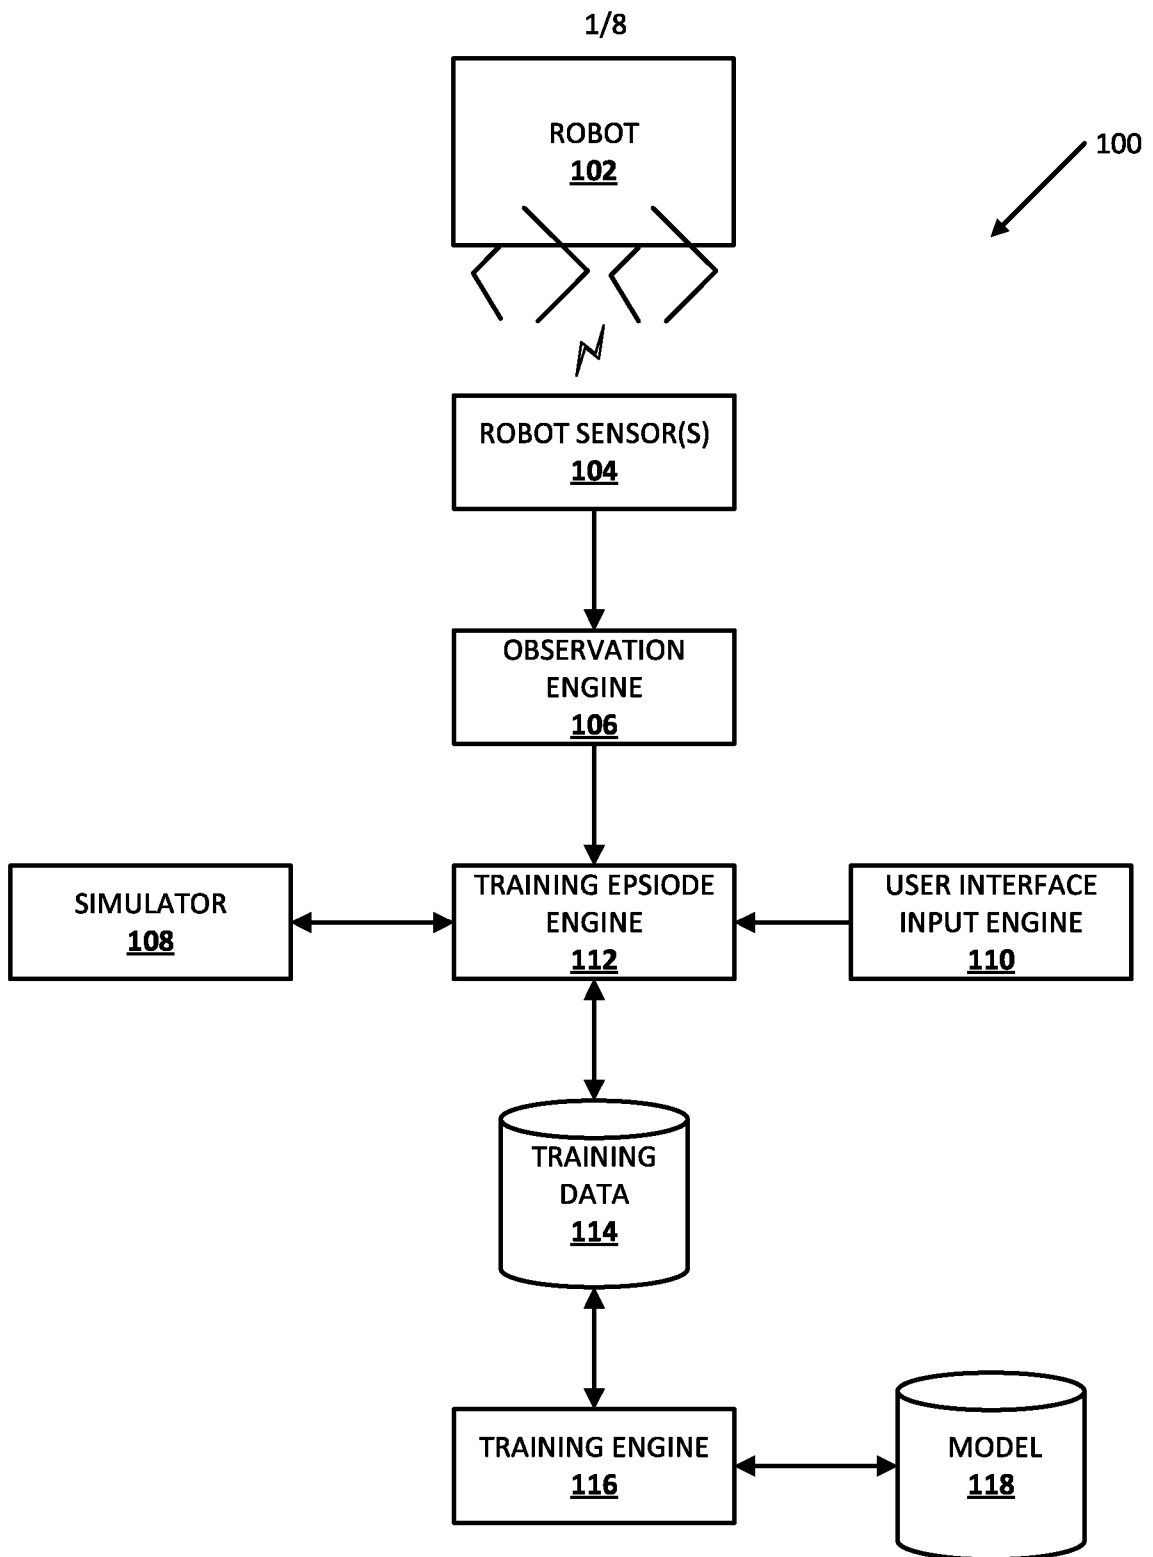 1/8
ROBOT
102
100
ROBOT SENSOR(S)
104
OBSERVATION
ENGINE
106
SIMULATOR
108
TRAINING EPSIODE
ENGINE
112
USER INTERFACE
INPUT ENGINE
110
TRAINING
DATA
114
TRAINING ENGINE
116
MODEL
118